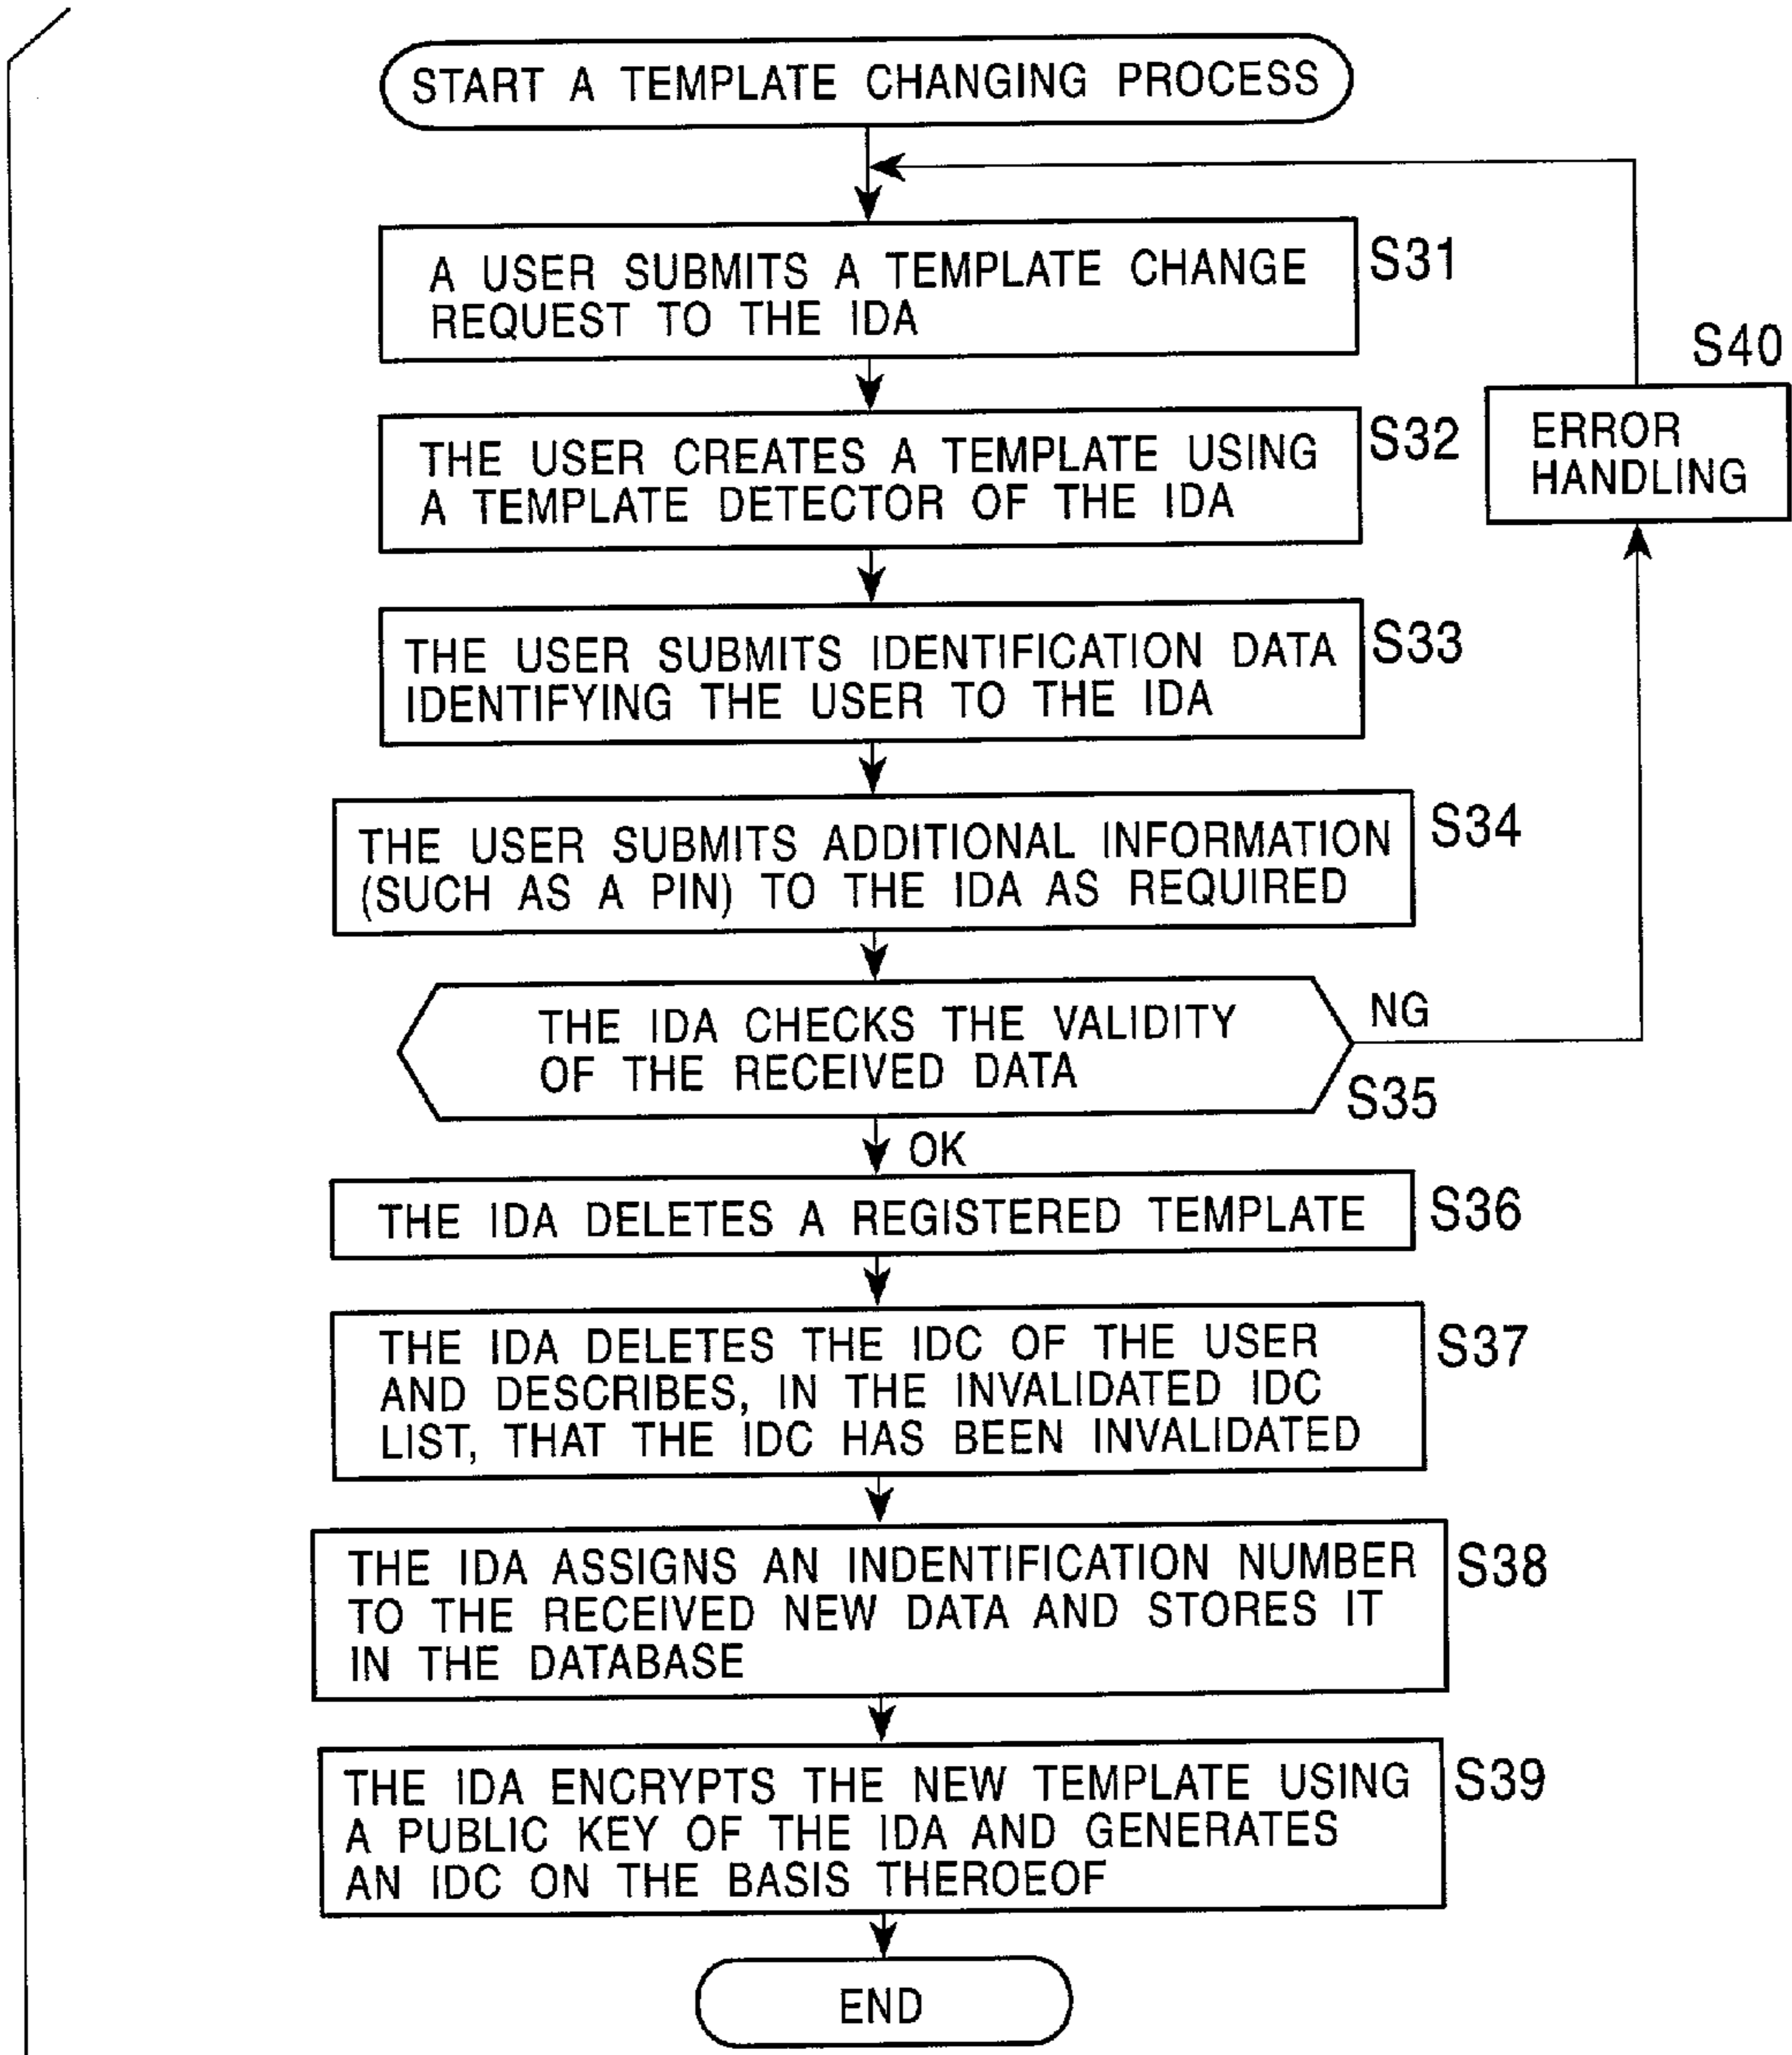 START A TEMPLATE CHANGING PROCESS
A USER SUBMITS A TEMPLATE CHANGE
REQUEST TO THE IDA
S31
S40
ERROR
HANDLING
THE USER CREATES A TEMPLATE USING
A TEMPLATE DETECTOR OF THE IDA
S32
THE USER SUBMITS IDENTIFICATION DATA
IDENTIFYING THE USER TO THE IDA
S33
THE USER SUBMITS ADDITIONAL INFORMATION
(SUCH AS A PIN) TO THE IDA AS REQUIRED
S34
THE IDA CHECKS THE VALIDITY
OF THE RECEIVED DATA
NG
S35
OK
THE IDA DELETES A REGISTERED TEMPLATE
S36
THE IDA DELETES THE IDC OF THE USER
AND DESCRIBES, IN THE INVALIDATED IDC
LIST, THAT THE IDC HAS BEEN INVALIDATED
S37
THE IDA ASSIGNS AN INDENTIFICATION NUMBER
TO THE RECEIVED NEW DATA AND STORES IT
IN THE DATABASE
S38
THE IDA ENCRYPTS THE NEW TEMPLATE USING
A PUBLIC KEY OF THE IDA AND GENERATES
AN IDC ON THE BASIS THEROEOF
S39
END